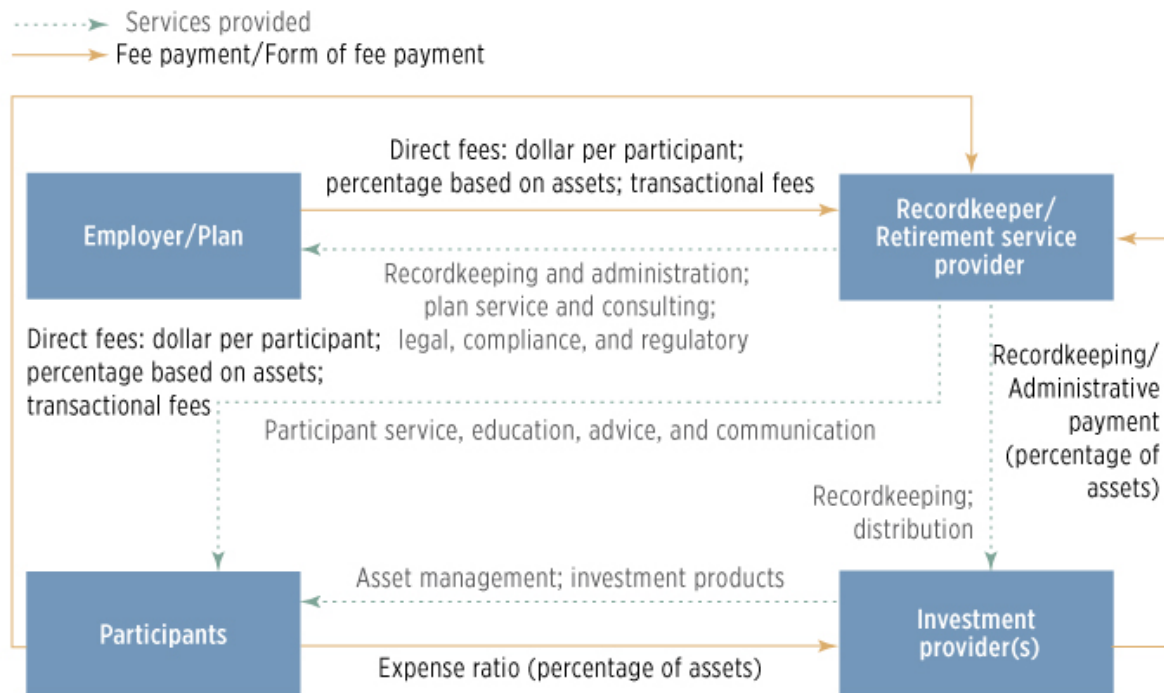 Services provided
Fee payment/Form of fee payment
Direct fees: dollar per participant;
percentage based on assets; transactional fees
Employer/Plan
Recordkeeper/
Retirement service
provider
Recordkeeping and administration;
plan service and consulting;
legal, compliance, and regulatory
Direct fees: dollar per participant;
percentage based on assets;
transactional fees
Recordkeeping/
Administrative
payment
(percentage of
assets)
Participant service, education, advice, and communication
Recordkeeping;
distribution
Asset management; investment products
Participants
Investment
provider(s)
Expense ratio (percentage of assets)